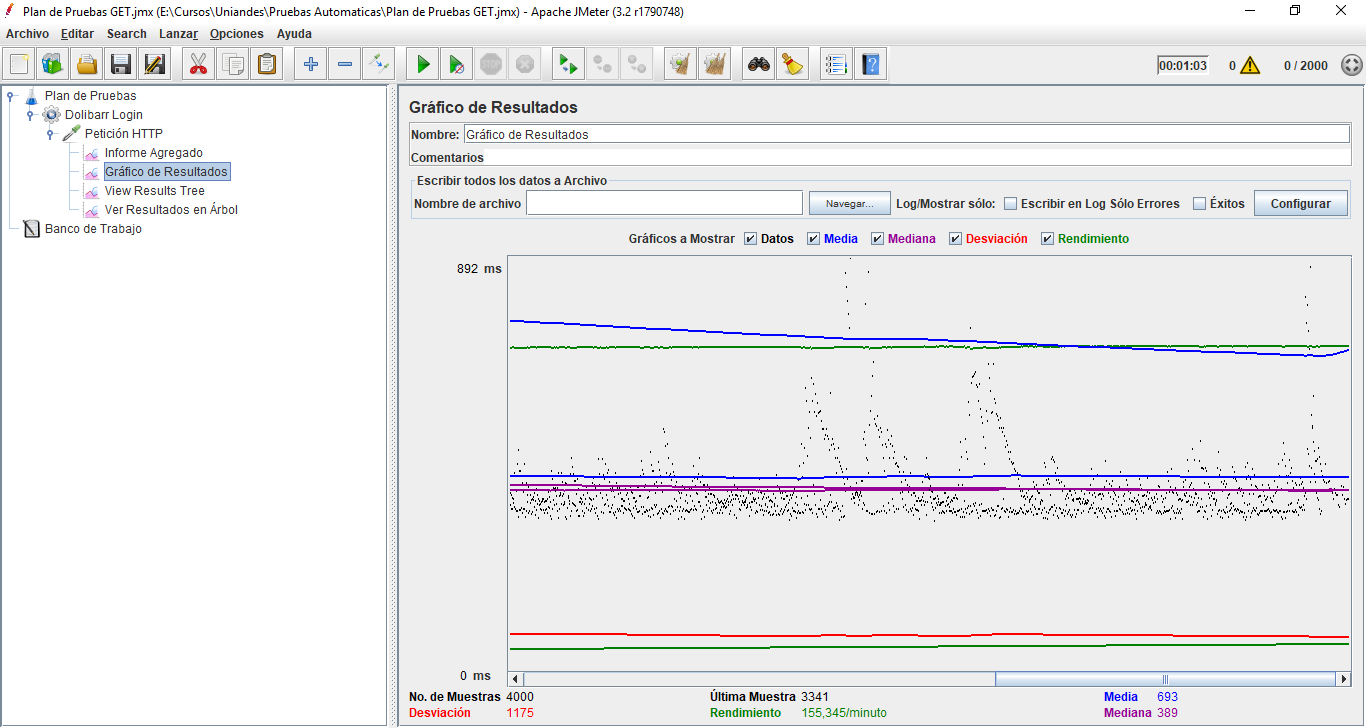 Plan de Pruebas GET.jmx (E:\Cursos\Uniandes\Pruebas Automaticas\Plan de Pruebas GET.jmx) - Apache JMeter (3.2 r1790748)
Archivo Editar Search Lanzar Opciones Ayuda
STOP 00:01:03 0 0 / 2000
Plan de Pruebas
Dolibarr Login
Petición HTTP
Informe Agregado
Gráfico de Resultados
View Results Tree
Ver Resultados en Árbol
Banco de Trabajo
Gráfico de Resultados
Nombre: Gráfico de Resultados
Comentarios
Escribir todos los datos a Archivo
Nombre de archivo Navegar... Log/Mostrar sólo: Escribir en Log Sólo Errores Éxitos Configurar
Gráficos a Mostrar Datos Media Mediana Desviación Rendimiento
892 ms
0 ms
No. de Muestras 4000 Última Muestra 3341 Media 693
Desviación 1175 Rendimiento 155,345/minuto Mediana 389